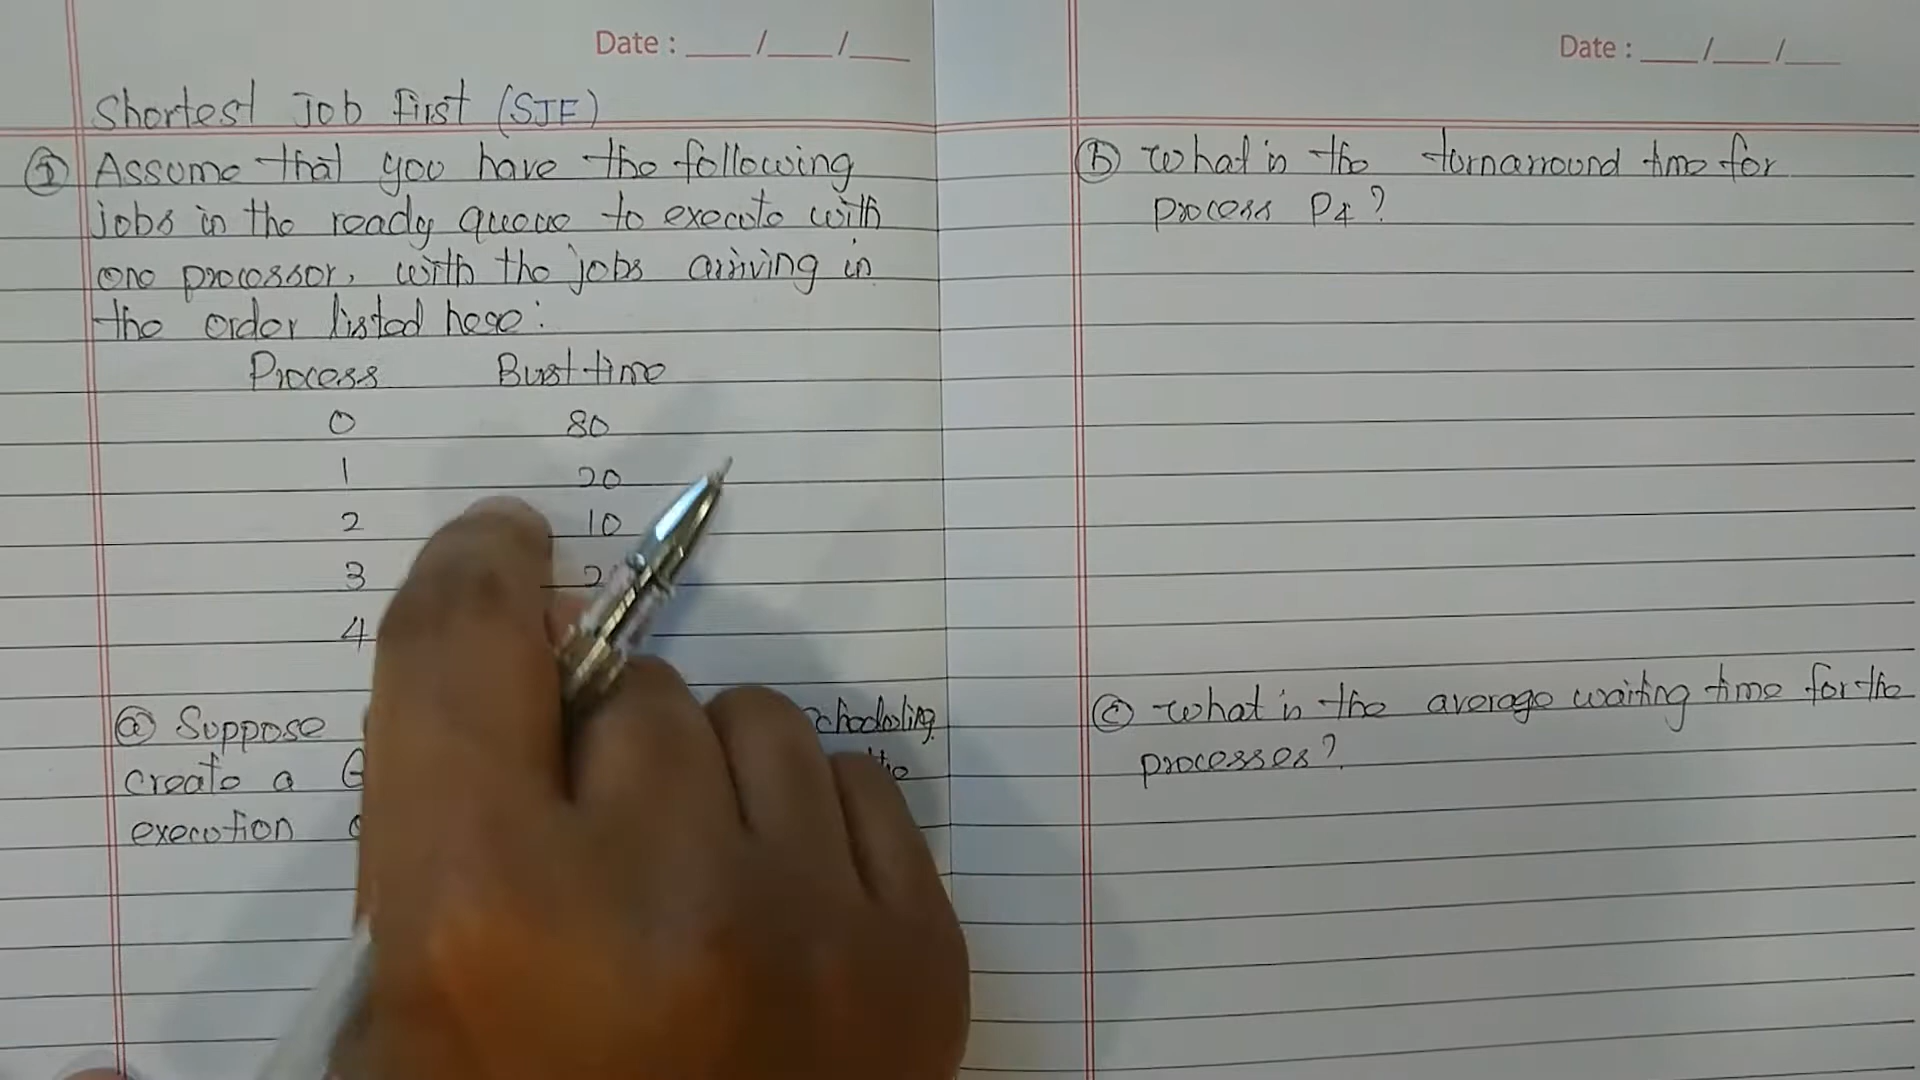 Date : ___/___/___
Shortest Job First (SJF)
① Assume that you have the following
jobs in the ready queue to execute with
one processor, with the jobs arriving in
the order listed here:
Process Burst time
0 80
1 20
2 10
3 2
4
ⓐ Suppose scheduling
create a G
execution
Date : ___/___/___
ⓑ What is the turnarround time for
process P4?
ⓒ What is the average waiting time for the
processes?